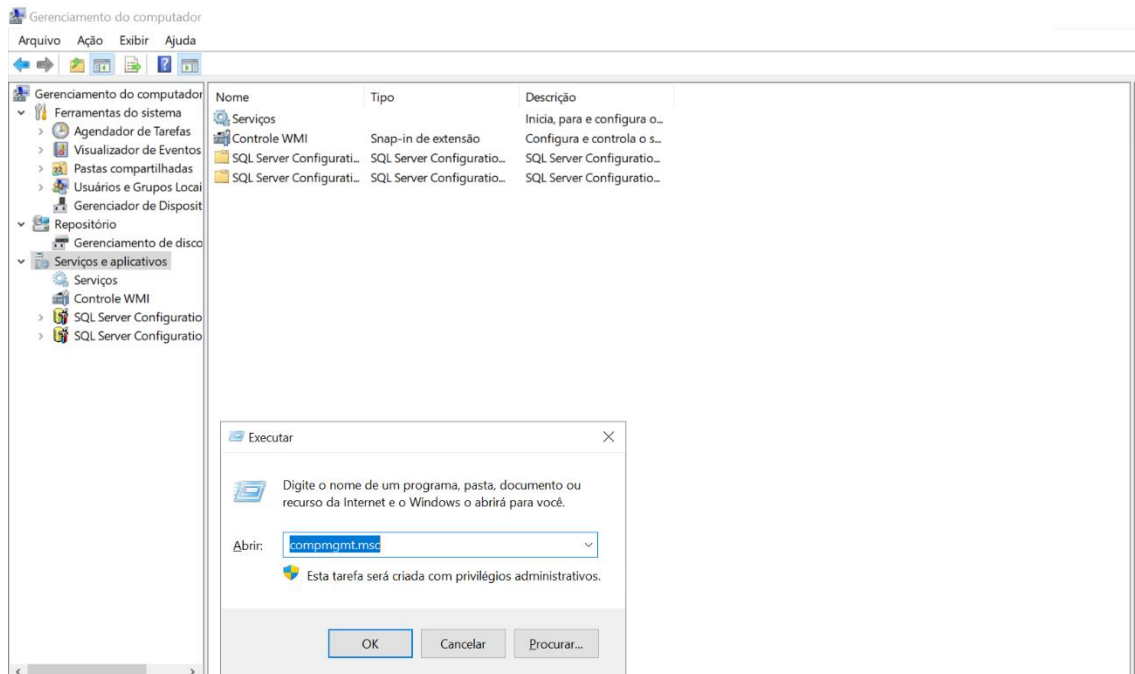 Gerenciamento do computador
Arquivo Ação Exibir Ajuda
Gerenciamento do computador
Ferramentas do sistema
Agendador de Tarefas
Visualizador de Eventos
Pastas compartilhadas
Usuários e Grupos Locai
Gerenciador de Disposit
Repositório
Gerenciamento de disco
Serviços e aplicativos
Serviços
Controle WMI
SQL Server Configuratio
SQL Server Configuratio
Nome Tipo Descrição
Serviços Inicia, para e configura o...
Controle WMI Snap-in de extensão Configura e controla o s...
SQL Server Configurati... SQL Server Configuratio... SQL Server Configuratio...
SQL Server Configurati... SQL Server Configuratio... SQL Server Configuratio...
Executar
Digite o nome de um programa, pasta, documento ou
recurso da Internet e o Windows o abrirá para você.
Abrir: compmgmt.msc
Esta tarefa será criada com privilégios administrativos.
OK Cancelar Procurar...